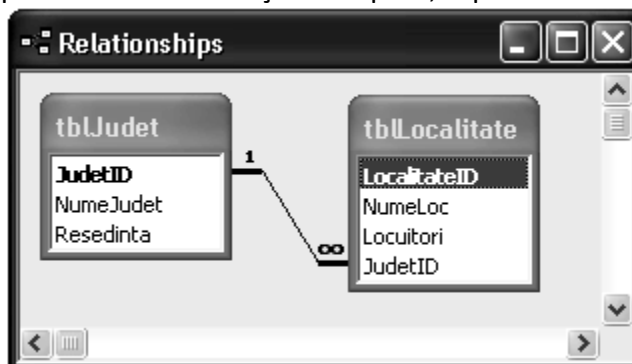 Relationships
tblJudet
JudetID
NumeJudet
Resedinta
1
∞
tblLocalitate
LocalitateID
NumeLoc
Locuitori
JudetID